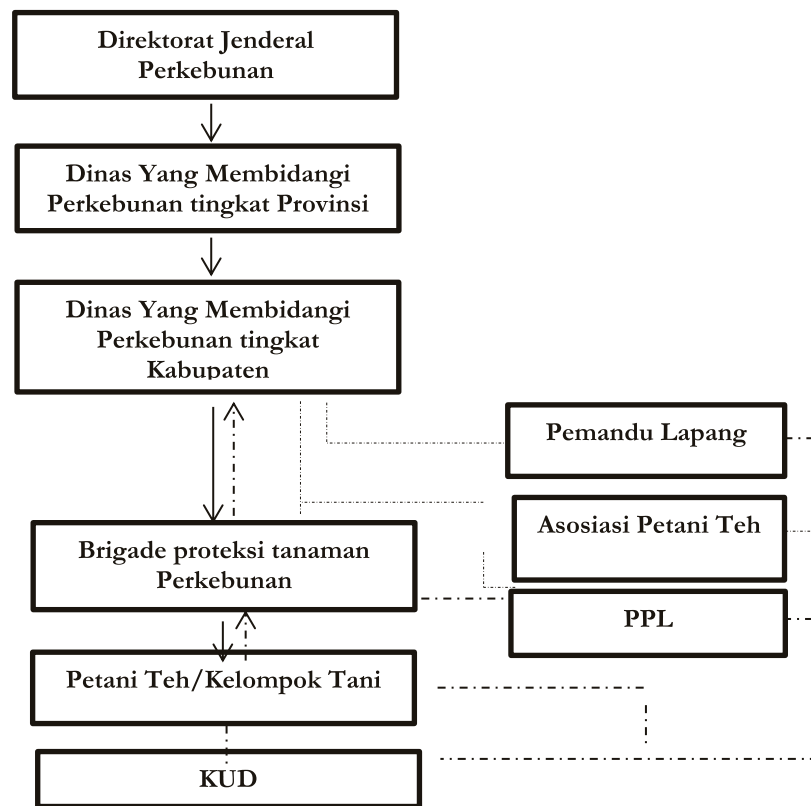 Direktorat Jenderal
Perkebunan
Dinas Yang Membidangi
Perkebunan tingkat Provinsi
Dinas Yang Membidangi
Perkebunan tingkat
Kabupaten
Pemandu Lapang
Asosiasi Petani Teh
Brigade proteksi tanaman
Perkebunan
PPL
Petani Teh/Kelompok Tani
KUD